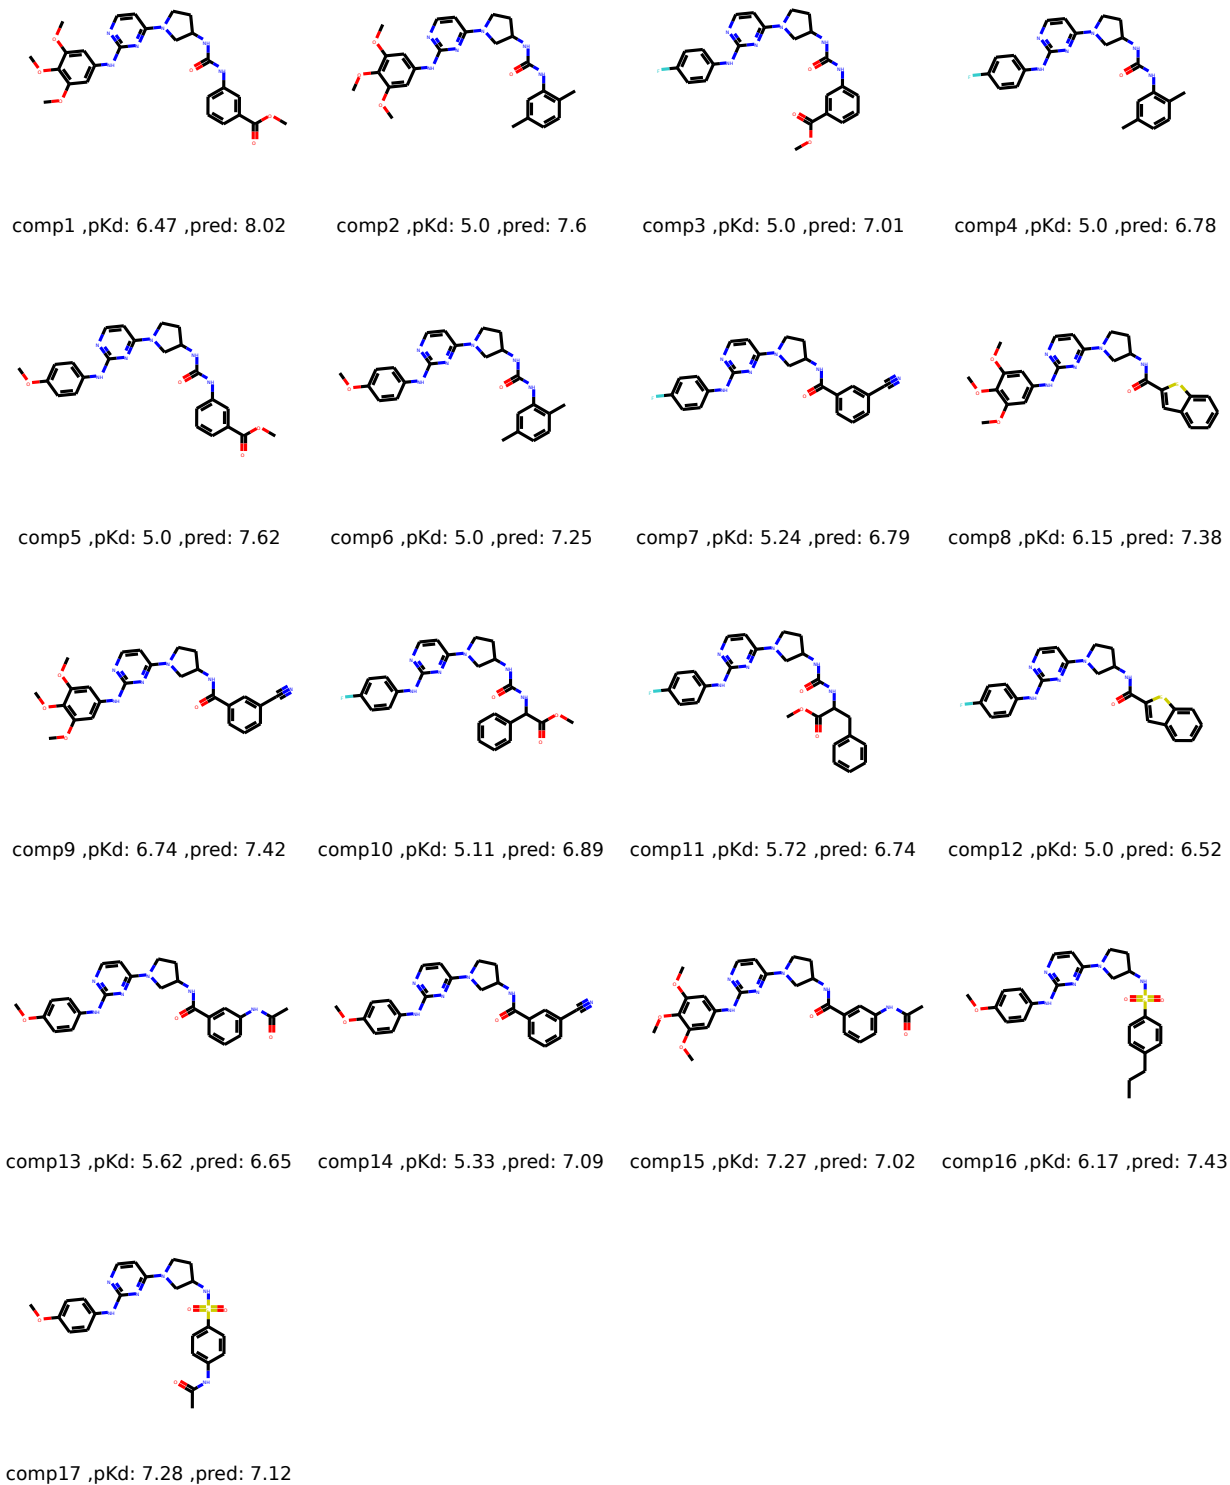 comp1 ,pKd: 6.47 ,pred: 8.02
comp2 ,pKd: 5.0 ,pred: 7.6
comp3 ,pKd: 5.0 ,pred: 7.01
comp4 ,pKd: 5.0 ,pred: 6.78
comp5 ,pKd: 5.0 ,pred: 7.62
comp6 ,pKd: 5.0 ,pred: 7.25
comp7 ,pKd: 5.24 ,pred: 6.79
comp8 ,pKd: 6.15 ,pred: 7.38
comp9 ,pKd: 6.74 ,pred: 7.42
comp10 ,pKd: 5.11 ,pred: 6.89
comp11 ,pKd: 5.72 ,pred: 6.74
comp12 ,pKd: 5.0 ,pred: 6.52
comp13 ,pKd: 5.62 ,pred: 6.65
comp14 ,pKd: 5.33 ,pred: 7.09
comp15 ,pKd: 7.27 ,pred: 7.02
comp16 ,pKd: 6.17 ,pred: 7.43
comp17 ,pKd: 7.28 ,pred: 7.12